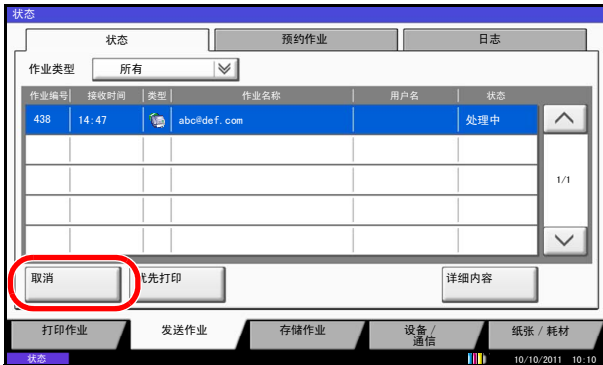 状态
状态 预约作业 日志
作业类型 所有
作业编号 接收时间 类型 作业名称 用户名 状态
438 14:47 abc@def.com 处理中
1/1
取消 优先打印 详细内容
打印作业 发送作业 存储作业 设备/ 纸张 / 耗材
通信
状态 10/10/2011 10:10